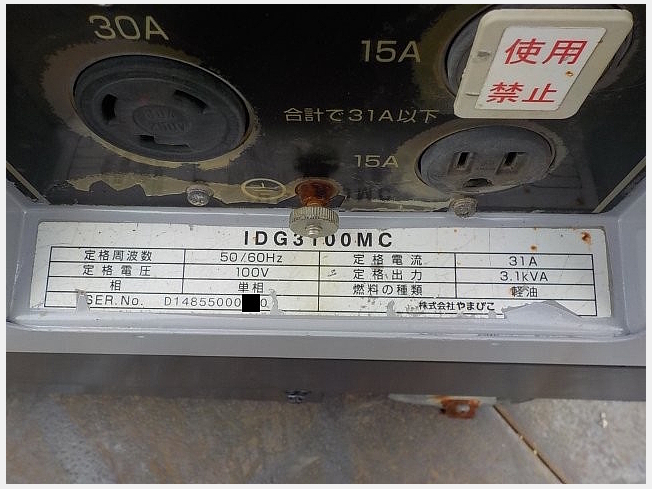 30A
15A
使用
禁止
合計で31A以下
15A
IDG3100MC
定格周波数 50/60Hz 定格電流 31A
定格電圧 100V 定格出力 3.1kVA
相 単相 燃料の種類 軽油
SER.No. D14855000 0 株式会社やまびこ